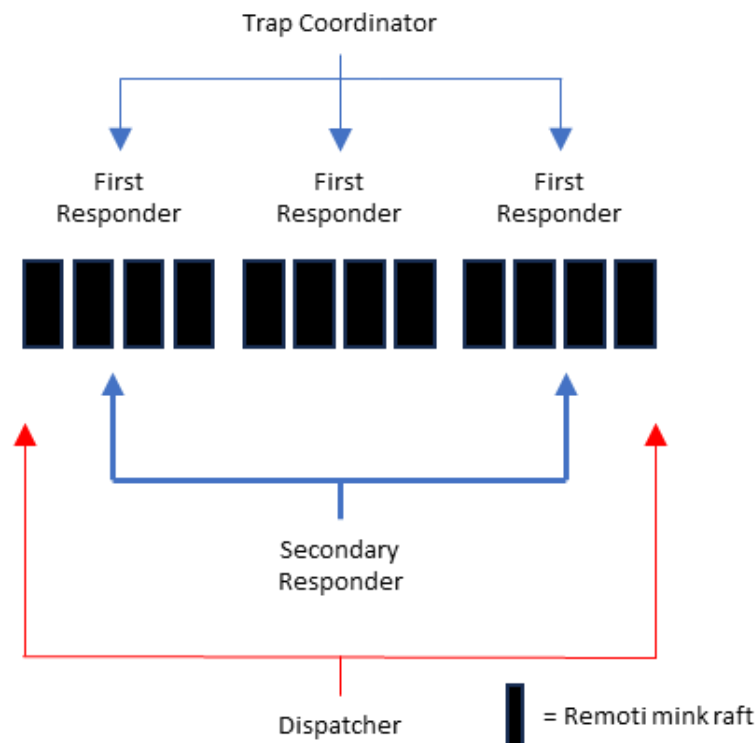 Trap Coordinator
First
Responder
First
Responder
First
Responder
Secondary
Responder
Dispatcher
= Remoti mink raft